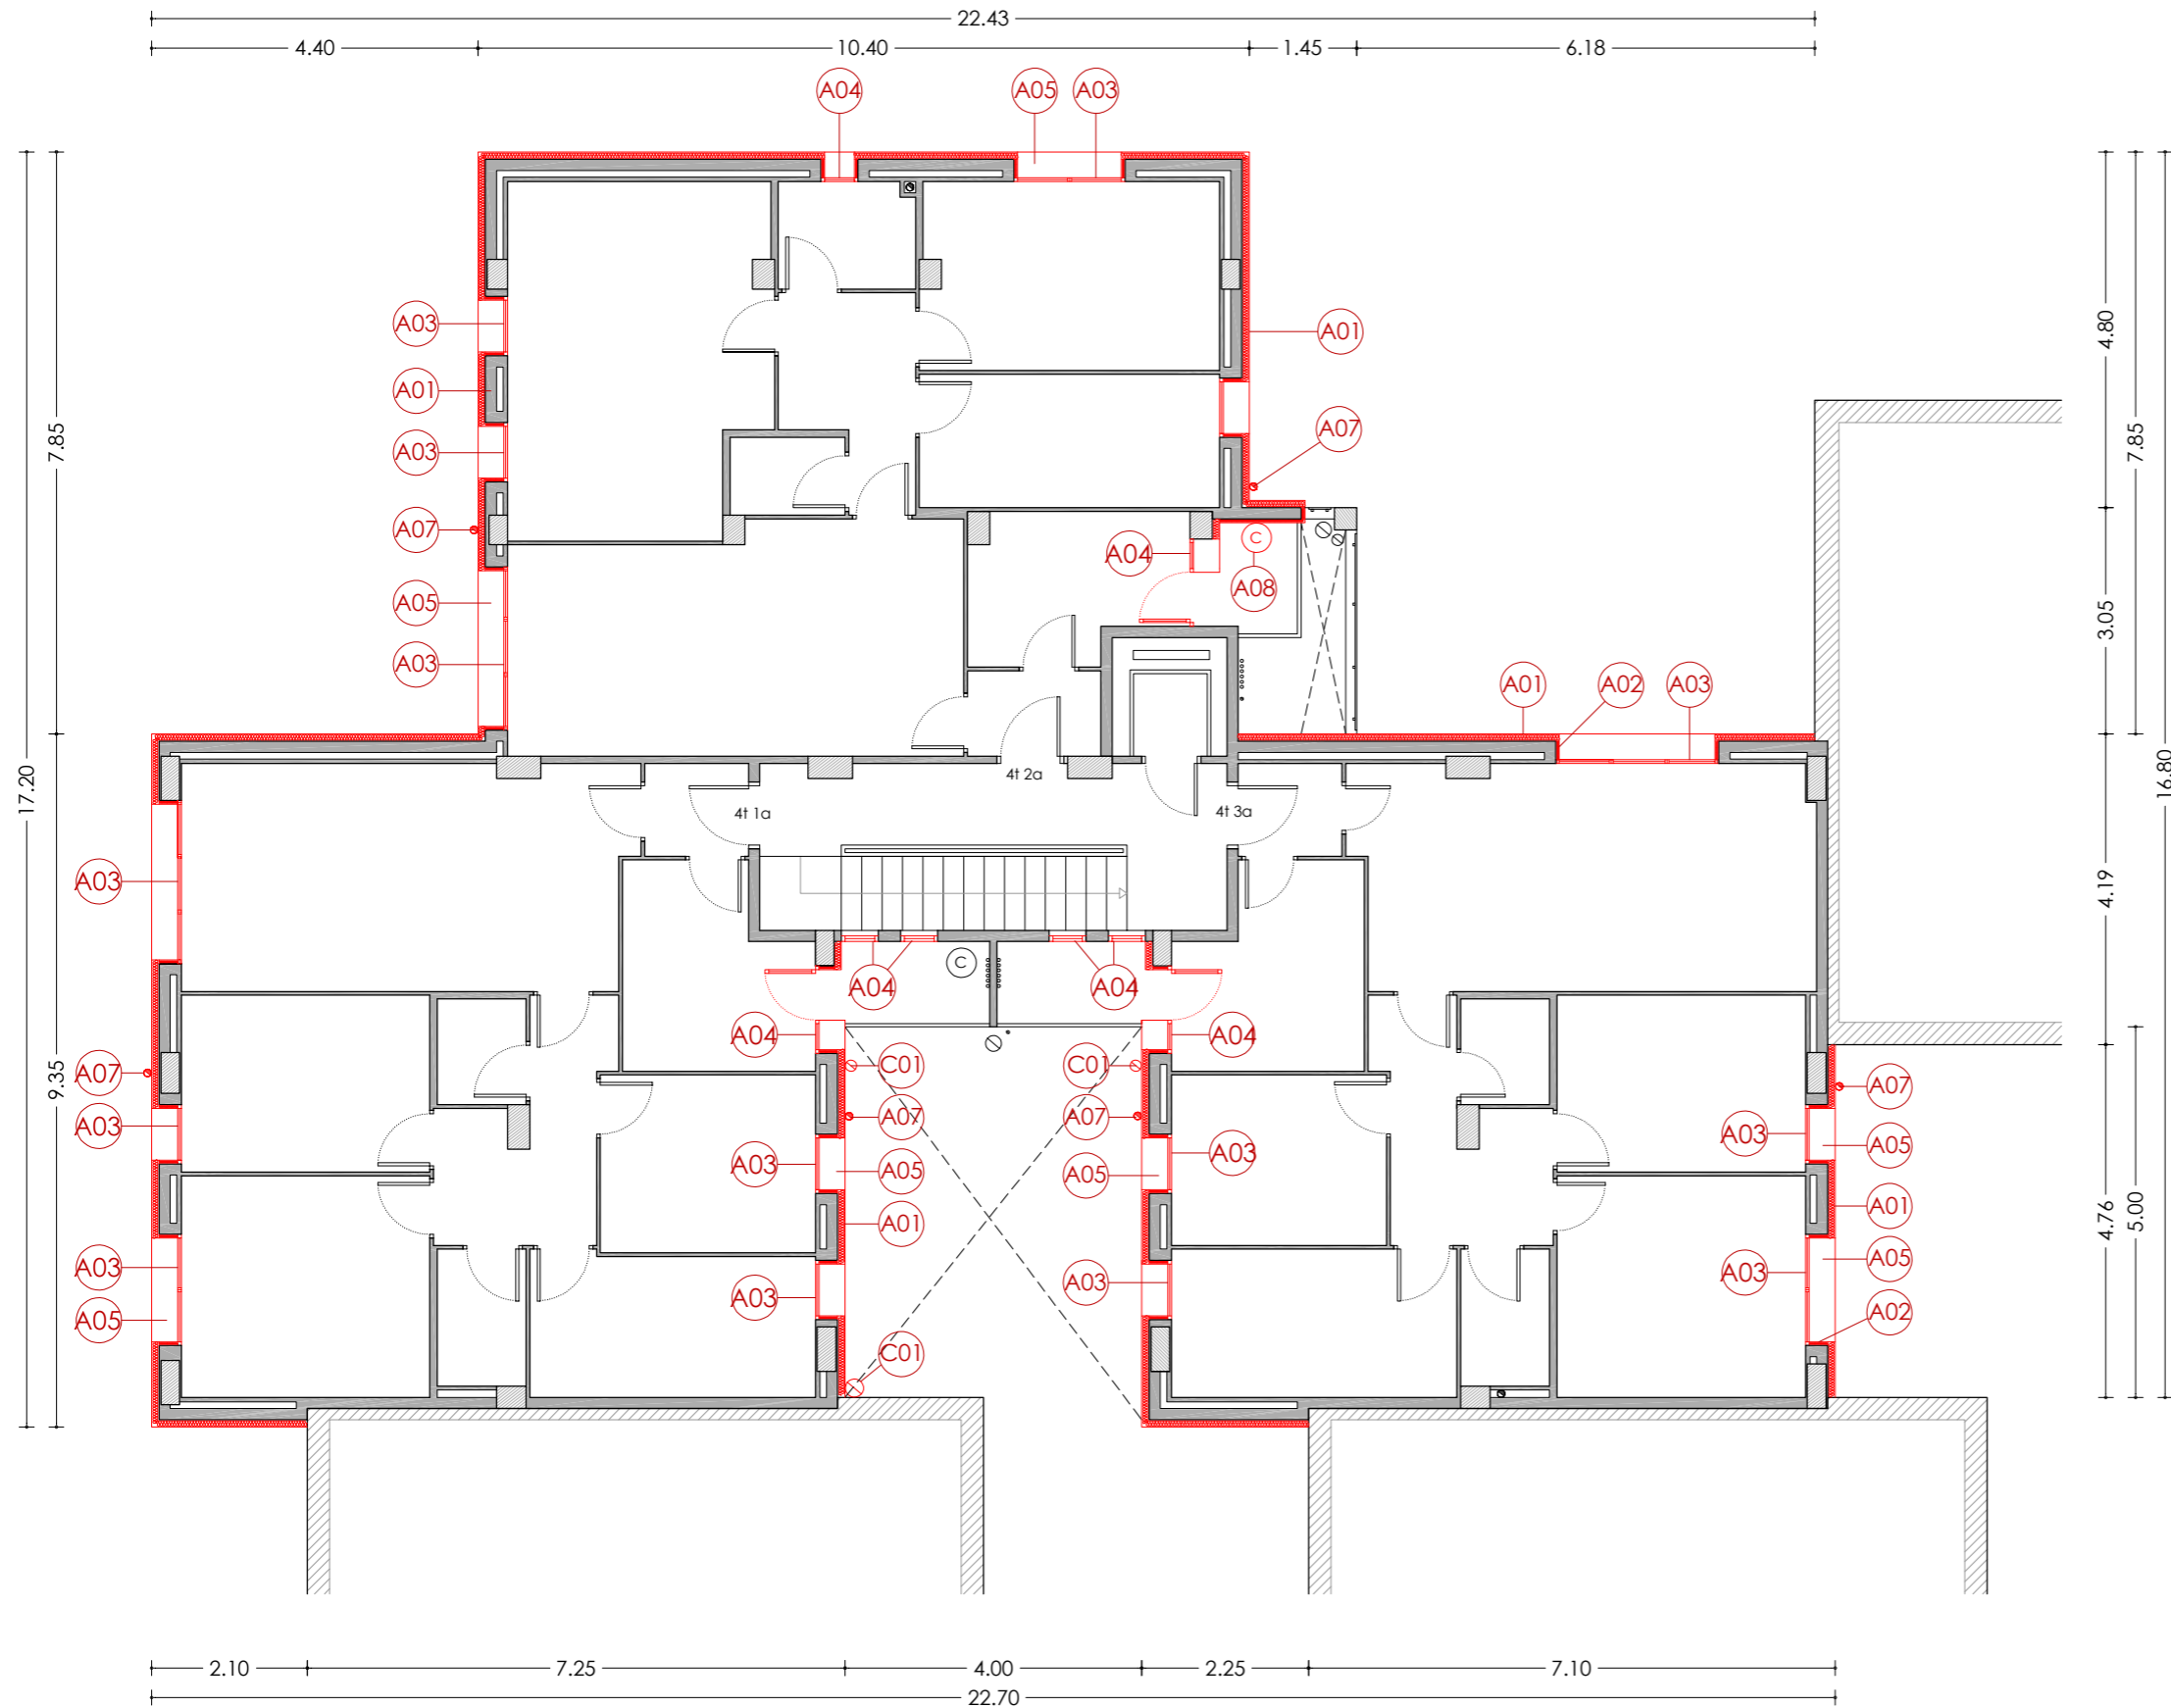 22.43
4.40 10.40 1.45 6.18
A04 A05 A03
A03 A01
A01
A07
A03
A07
A04
C
A08
A05
A03
A01 A02 A03
4t 2a
4t 1a 4t 3a
A03
C
A04 A04
A04 A04
A07 C01 C01 A07
A07 A07
A03 A03 A03 A03
A05 A05 A05
A01 A01
A03 A03 A03 A05
A03
A05 A02
C01
17.20
7.85
9.35
4.80
3.05
4.19
4.76
7.85
5.00
16.80
2.10 7.25 4.00 2.25 7.10
22.70